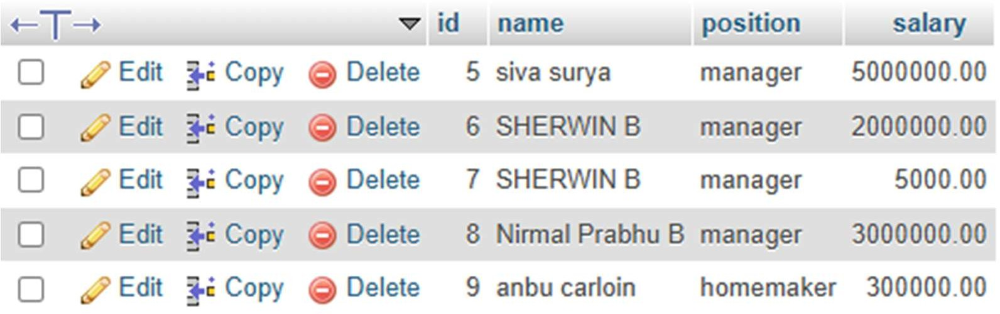 id name position salary
Edit Copy Delete 5 siva surya manager 5000000.00
Edit Copy Delete 6 SHERWIN B manager 2000000.00
Edit Copy Delete 7 SHERWIN B manager 5000.00
Edit Copy Delete 8 Nirmal Prabhu B manager 3000000.00
Edit Copy Delete 9 anbu carloin homemaker 300000.00